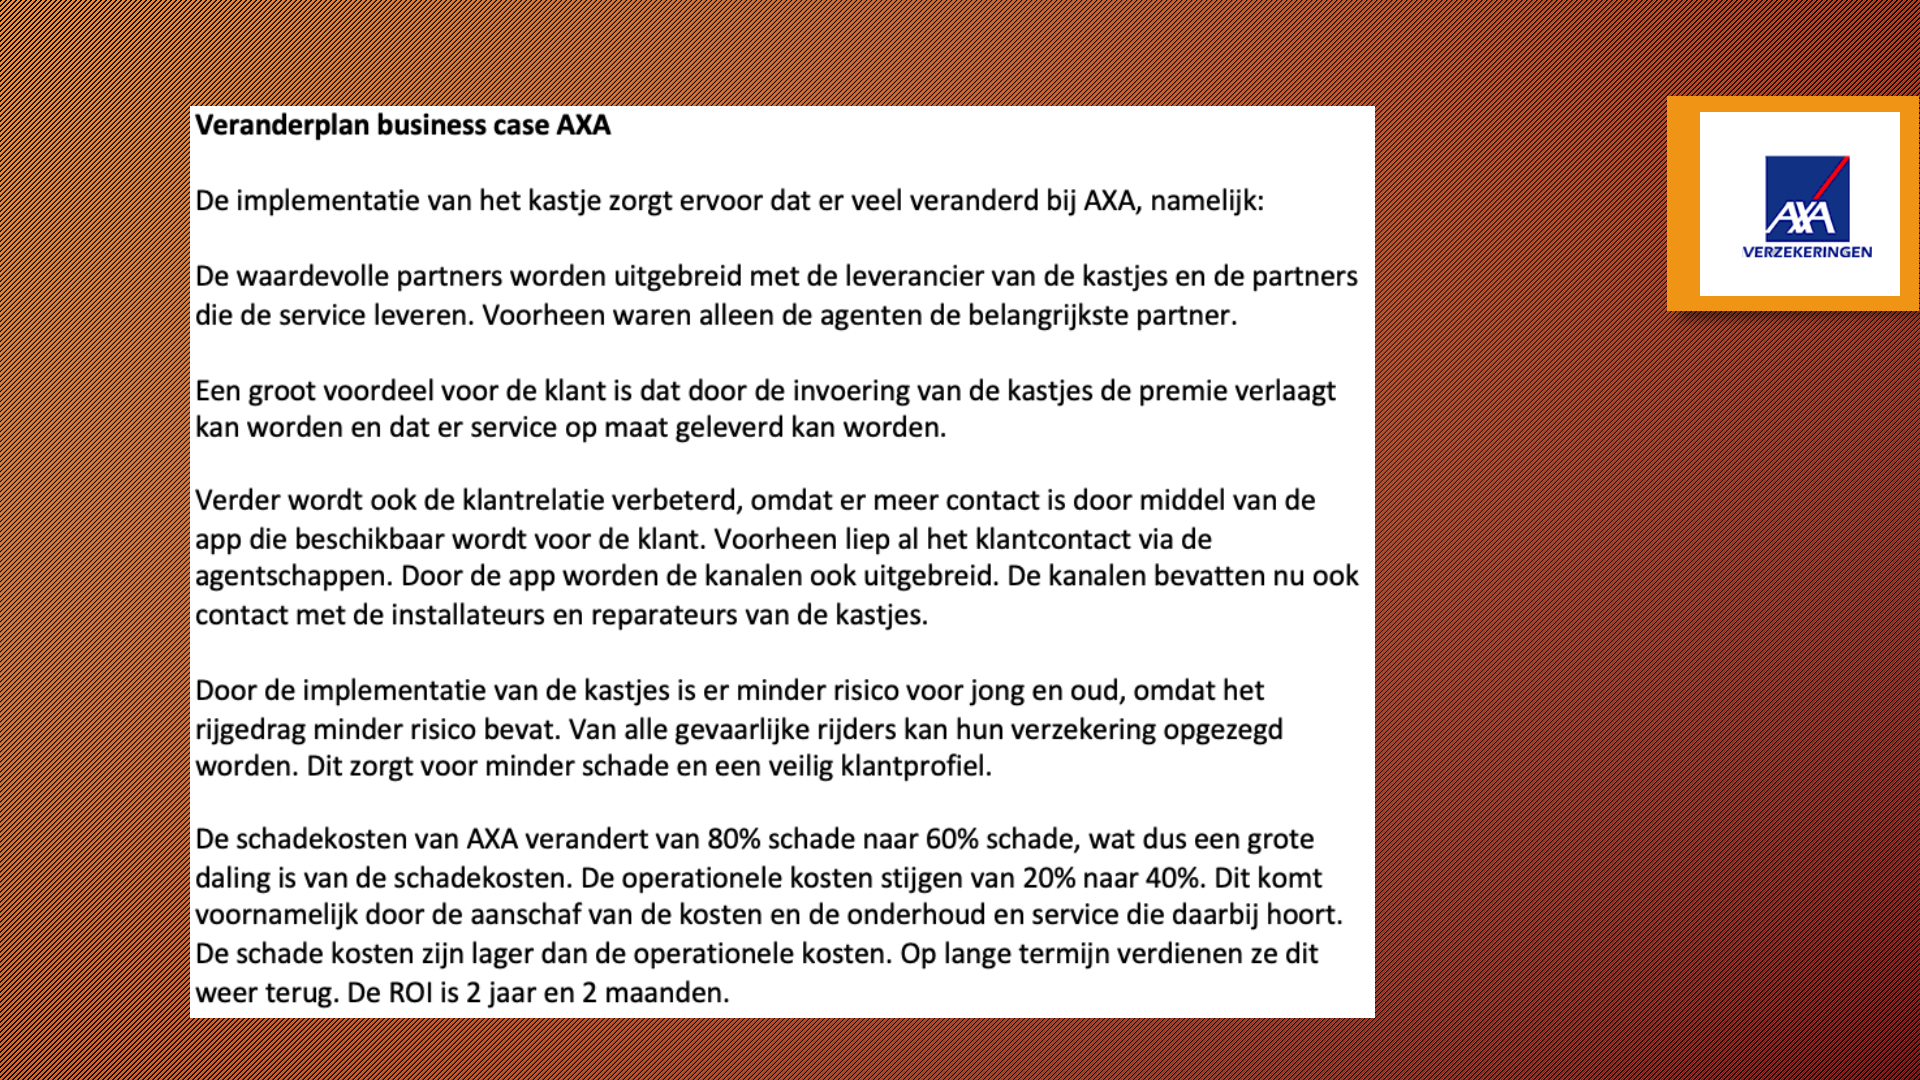 Veranderplan business case AXA
De implementatie van het kastje zorgt ervoor dat er veel veranderd bij AXA, namelijk:
De waardevolle partners worden uitgebreid met de leverancier van de kastjes en de partners
die de service leveren. Voorheen waren alleen de agenten de belangrijkste partner.
Een groot voordeel voor de klant is dat door de invoering van de kastjes de premie verlaagt
kan worden en dat er service op maat geleverd kan worden.
Verder wordt ook de klantrelatie verbeterd, omdat er meer contact is door middel van de
app die beschikbaar wordt voor de klant. Voorheen liep al het klantcontact via de
agentschappen. Door de app worden de kanalen ook uitgebreid. De kanalen bevatten nu ook
contact met de installateurs en reparateurs van de kastjes.
Door de implementatie van de kastjes is er minder risico voor jong en oud, omdat het
rijgedrag minder risico bevat. Van alle gevaarlijke rijders kan hun verzekering opgezegd
worden. Dit zorgt voor minder schade en een veilig klantprofiel.
De schadekosten van AXA verandert van 80% schade naar 60% schade, wat dus een grote
daling is van de schadekosten. De operationele kosten stijgen van 20% naar 40%. Dit komt
voornamelijk door de aanschaf van de kosten en de onderhoud en service die daarbij hoort.
De schade kosten zijn lager dan de operationele kosten. Op lange termijn verdienen ze dit
weer terug. De ROI is 2 jaar en 2 maanden.
AXA
VERZEKERINGEN